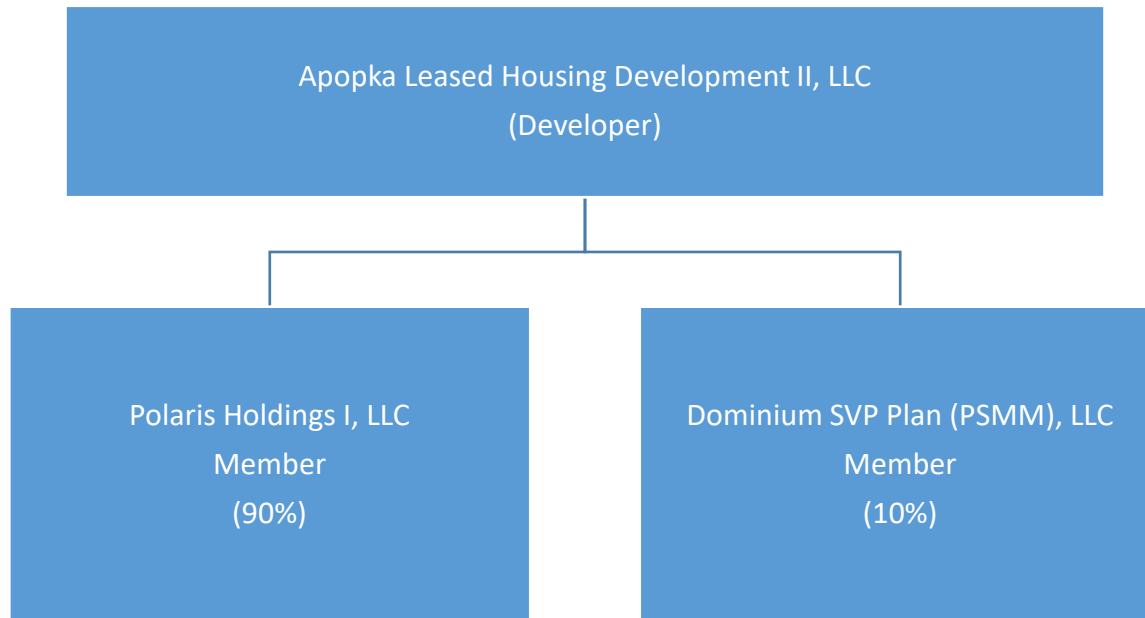 Apopka Leased Housing Development II, LLC
(Developer)
Polaris Holdings I, LLC
Member
(90%)
Dominium SVP Plan (PSMM), LLC
Member
(10%)